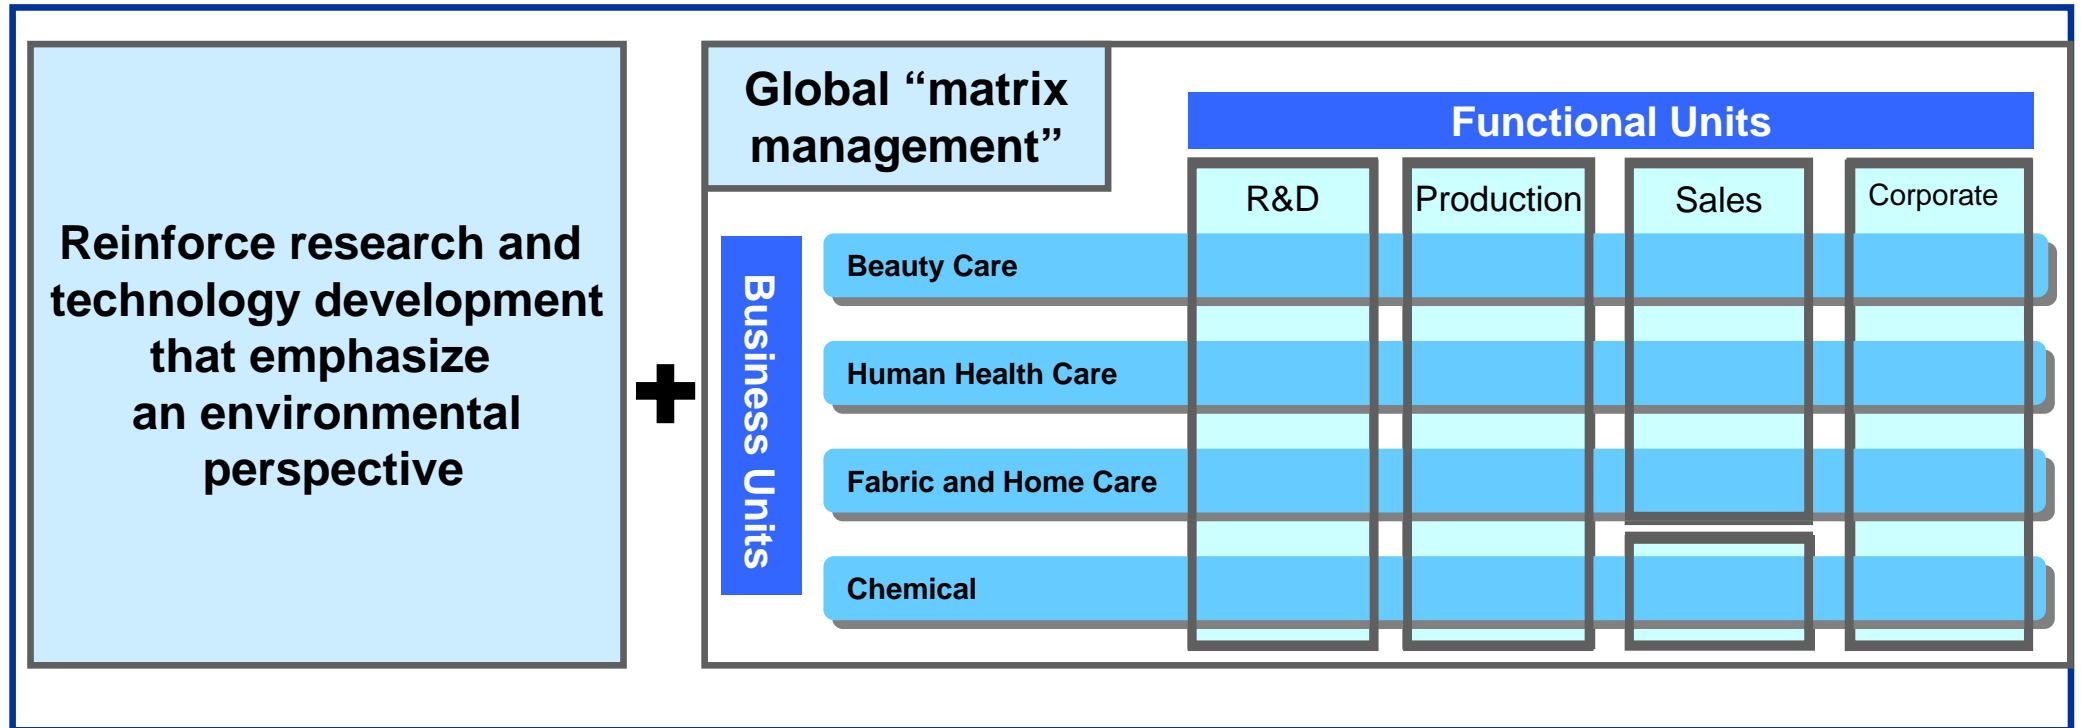 Reinforce research and
technology development
that emphasize
an environmental
perspective
Global “matrix
management”
Functional Units
R&D
Production
Sales
Corporate
Business Units
Beauty Care
Human Health Care
Fabric and Home Care
Chemical